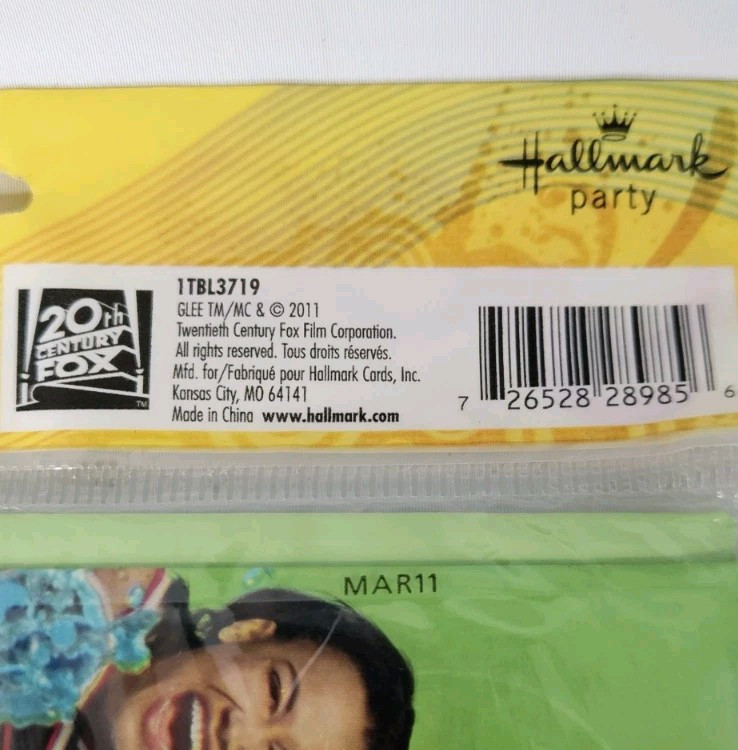 Hallmark
party
20th
CENTURY
FOX
TM
1TBL3719
GLEE TM/MC & © 2011
Twentieth Century Fox Film Corporation.
All rights reserved. Tous droits réservés.
Mfd. for/Fabriqué pour Hallmark Cards, Inc.
Kansas City, MO 64141
Made in China www.hallmark.com
7 26528 28985 6
MAR11